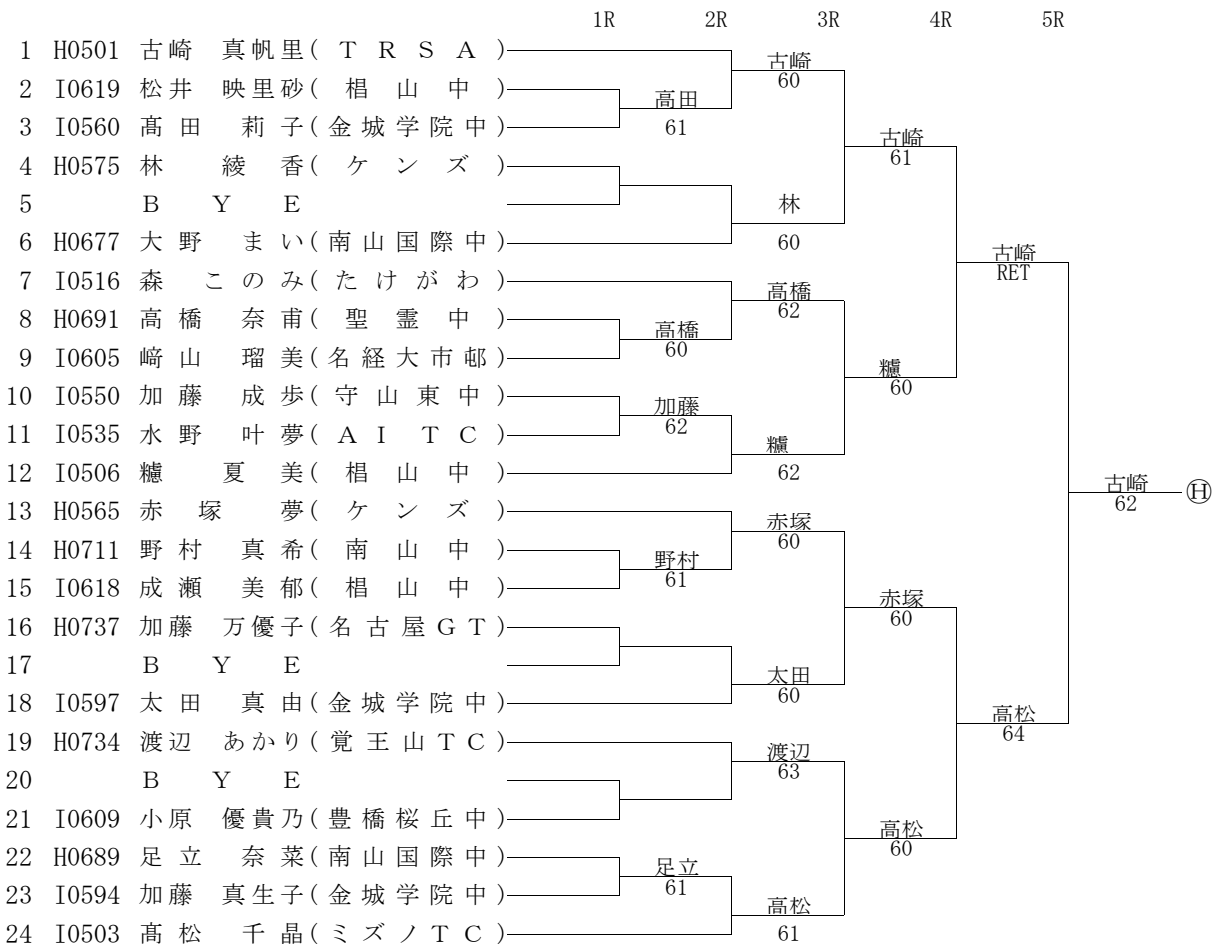 1R 2R 3R 4R 5R
1 H0501 古崎 真帆里(ＴＲＳＡ) 古崎
60
2 I0619 松井 映里砂(椙山中) 高田
61
3 I0560 髙田 莉子(金城学院中) 古崎
61
4 H0575 林 綾香(ケンズ)
5 ＢＹＥ 林
60
6 H0677 大野 まい(南山国際中) 古崎
RET
7 I0516 森 このみ(たけがわ) 高橋
62
8 H0691 高橋 奈甫(聖霊中) 高橋
60
9 I0605 﨑山 瑠美(名経大市邨) 糟
60
10 I0550 加藤 成歩(守山東中) 加藤
62
11 I0535 水野 叶夢(ＡＩＴＣ) 
62
12 I0506 夏美(椙山中) 古崎
62 Ⓗ
13 H0565 赤塚 夢(ケンズ) 赤塚
60
14 H0711 野村 真希(南山中) 野村
61
15 I0618 成瀬 美郁(椙山中) 赤塚
60
16 H0737 加藤 万優子(名古屋ＧＴ)
17 ＢＹＥ 太田
60
18 I0597 太田 真由(金城学院中) 高松
64
19 H0734 渡辺 あかり(覚王山ＴＣ) 渡辺
63
20 ＢＹＥ
21 I0609 小原 優貴乃(豊橋桜丘中) 高松
60
22 H0689 足立 奈菜(南山国際中) 足立
61
23 I0594 加藤 真生子(金城学院中) 高松
61
24 I0503 髙松 千晶(ミズノＴＣ)